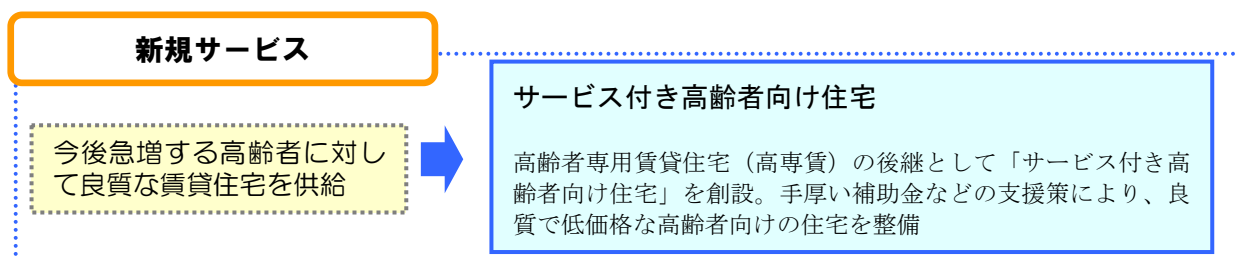 新規サービス
今後急増する高齢者に対し
て良質な賃貸住宅を供給
サービス付き高齢者向け住宅
高齢者専用賃貸住宅（高専賃）の後継として「サービス付き高
齢者向け住宅」を創設。手厚い補助金などの支援策により、良
質で低価格な高齢者向けの住宅を整備